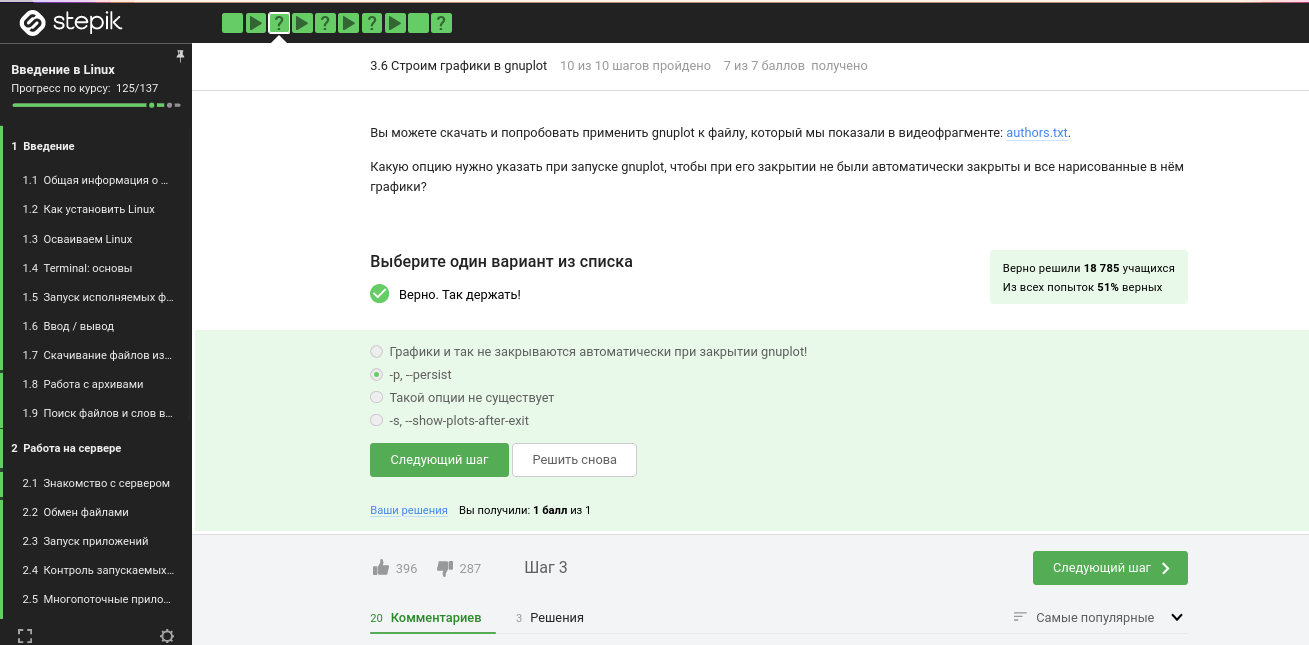 stepik
?
?
?
?
Введение в Linux
Прогресс по курсу: 125/137
1 Введение
1.1 Общая информация о ...
1.2 Как установить Linux
1.3 Осваиваем Linux
1.4 Terminal: основы
1.5 Запуск исполняемых ф...
1.6 Ввод / вывод
1.7 Скачивание файлов из...
1.8 Работа с архивами
1.9 Поиск файлов и слов в...
2 Работа на сервере
2.1 Знакомство с сервером
2.2 Обмен файлами
2.3 Запуск приложений
2.4 Контроль запускаемых...
2.5 Многопоточные прило...
3.6 Строим графики в gnuplot 10 из 10 шагов пройдено 7 из 7 баллов получено
Вы можете скачать и попробовать применить gnuplot к файлу, который мы показали в видеофрагменте: authors.txt.
Какую опцию нужно указать при запуске gnuplot, чтобы при его закрытии не были автоматически закрыты и все нарисованные в нём
графики?
Выберите один вариант из списка
Верно. Так держать!
Верно решили 18 785 учащихся
Из всех попыток 51% верных
Графики и так не закрываются автоматически при закрытии gnuplot!
-p, --persist
Такой опции не существует
-s, --show-plots-after-exit
Следующий шаг Решить снова
Ваши решения Вы получили: 1 балл из 1
396 287 Шаг 3 Следующий шаг
20 Комментариев 3 Решения Самые популярные